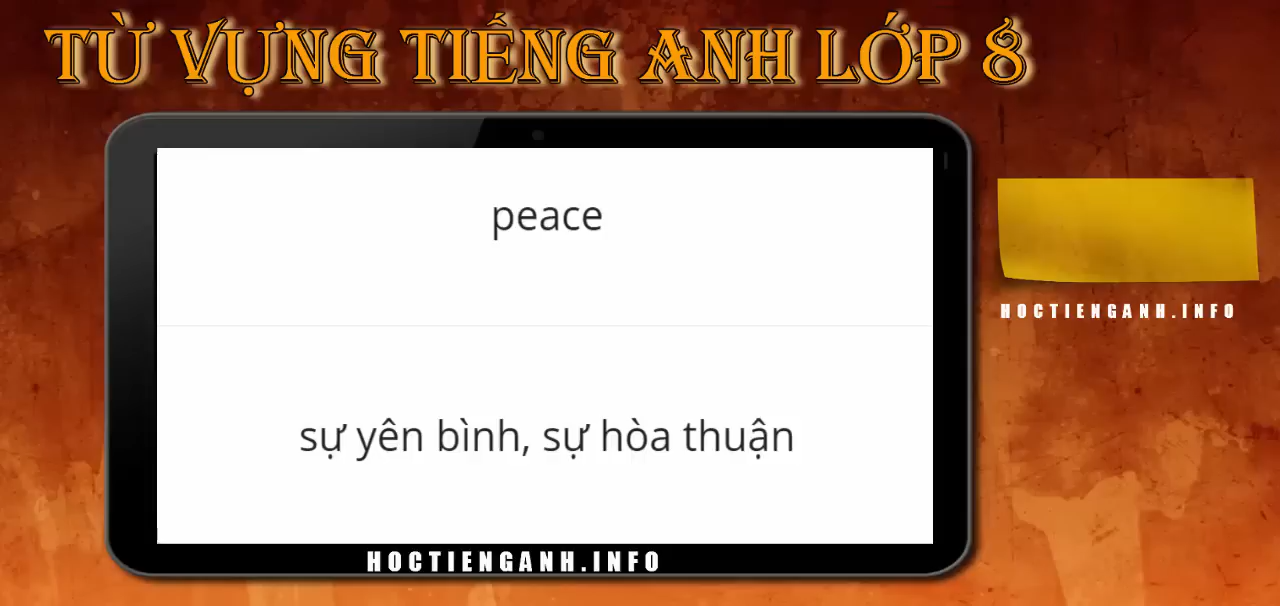 TỪ VỰNG TIẾNG ANH LỚP 8
peace
sự yên bình, sự hòa thuận
HOCTIENGANH.INFO
HOCTIENGANH.INFO